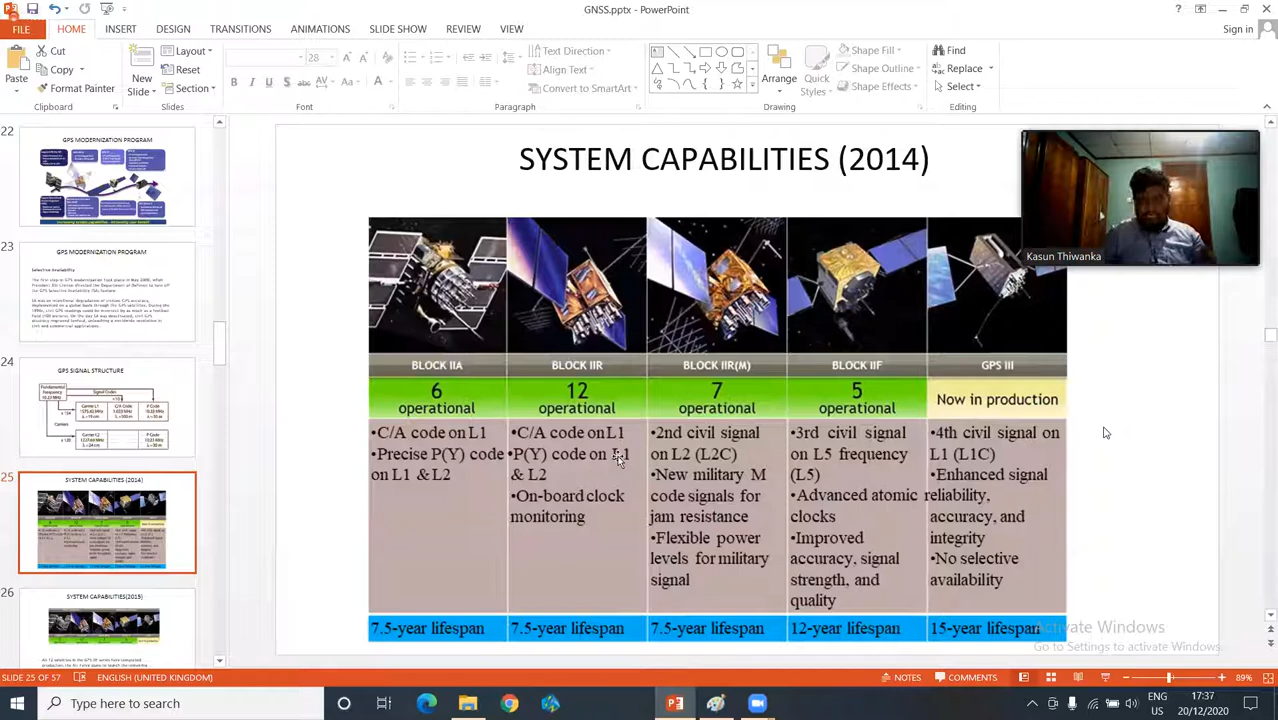 GNSS.pptx - PowerPoint
FILE HOME INSERT DESIGN TRANSITIONS ANIMATIONS SLIDE SHOW REVIEW VIEW Sign in
Cut
Copy
Format Painter
Paste
Clipboard
New
Slide
Layout
Reset
Section
Slides
28
Font
Text Direction
Align Text
Convert to SmartArt
Paragraph
Arrange
Quick
Styles
Shape Fill
Shape Outline
Shape Effects
Drawing
Find
Replace
Select
Editing
22
GPS MODERNIZATION PROGRAM
23
GPS MODERNIZATION PROGRAM
Selective Availability
24
GPS SIGNAL STRUCTURE
25
SYSTEM CAPABILITIES (2014)
26
SYSTEM CAPABILITIES(2015)
SYSTEM CAPABILITIES (2014)
Kasun Thiwanka
BLOCK IIA
6
operational
•C/A code on L1
•Precise P(Y) code
on L1 & L2
7.5-year lifespan
BLOCK IIR
12
operational
•C/A code on L1
•P(Y) code on L1
& L2
•On-board clock
monitoring
7.5-year lifespan
BLOCK IIR(M)
7
operational
•2nd civil signal
on L2 (L2C)
•New military M
code signals for
jam resistance
•Flexible power
levels for military
signal
7.5-year lifespan
BLOCK IIF
5
operational
•3rd civil signal
on L5 frequency
(L5)
•Advanced atomic
clocks
•Improved
accuracy, signal
strength, and
quality
12-year lifespan
GPS III
Now in production
•4th civil signal on
L1 (L1C)
•Enhanced signal
reliability,
accuracy, and
integrity
•No selective
availability
15-year lifespan
Activate Windows
Go to Settings to activate Windows.
SLIDE 25 OF 57 ENGLISH (UNITED KINGDOM) NOTES COMMENTS 89%
Type here to search
ENG
US
17:37
20/12/2020